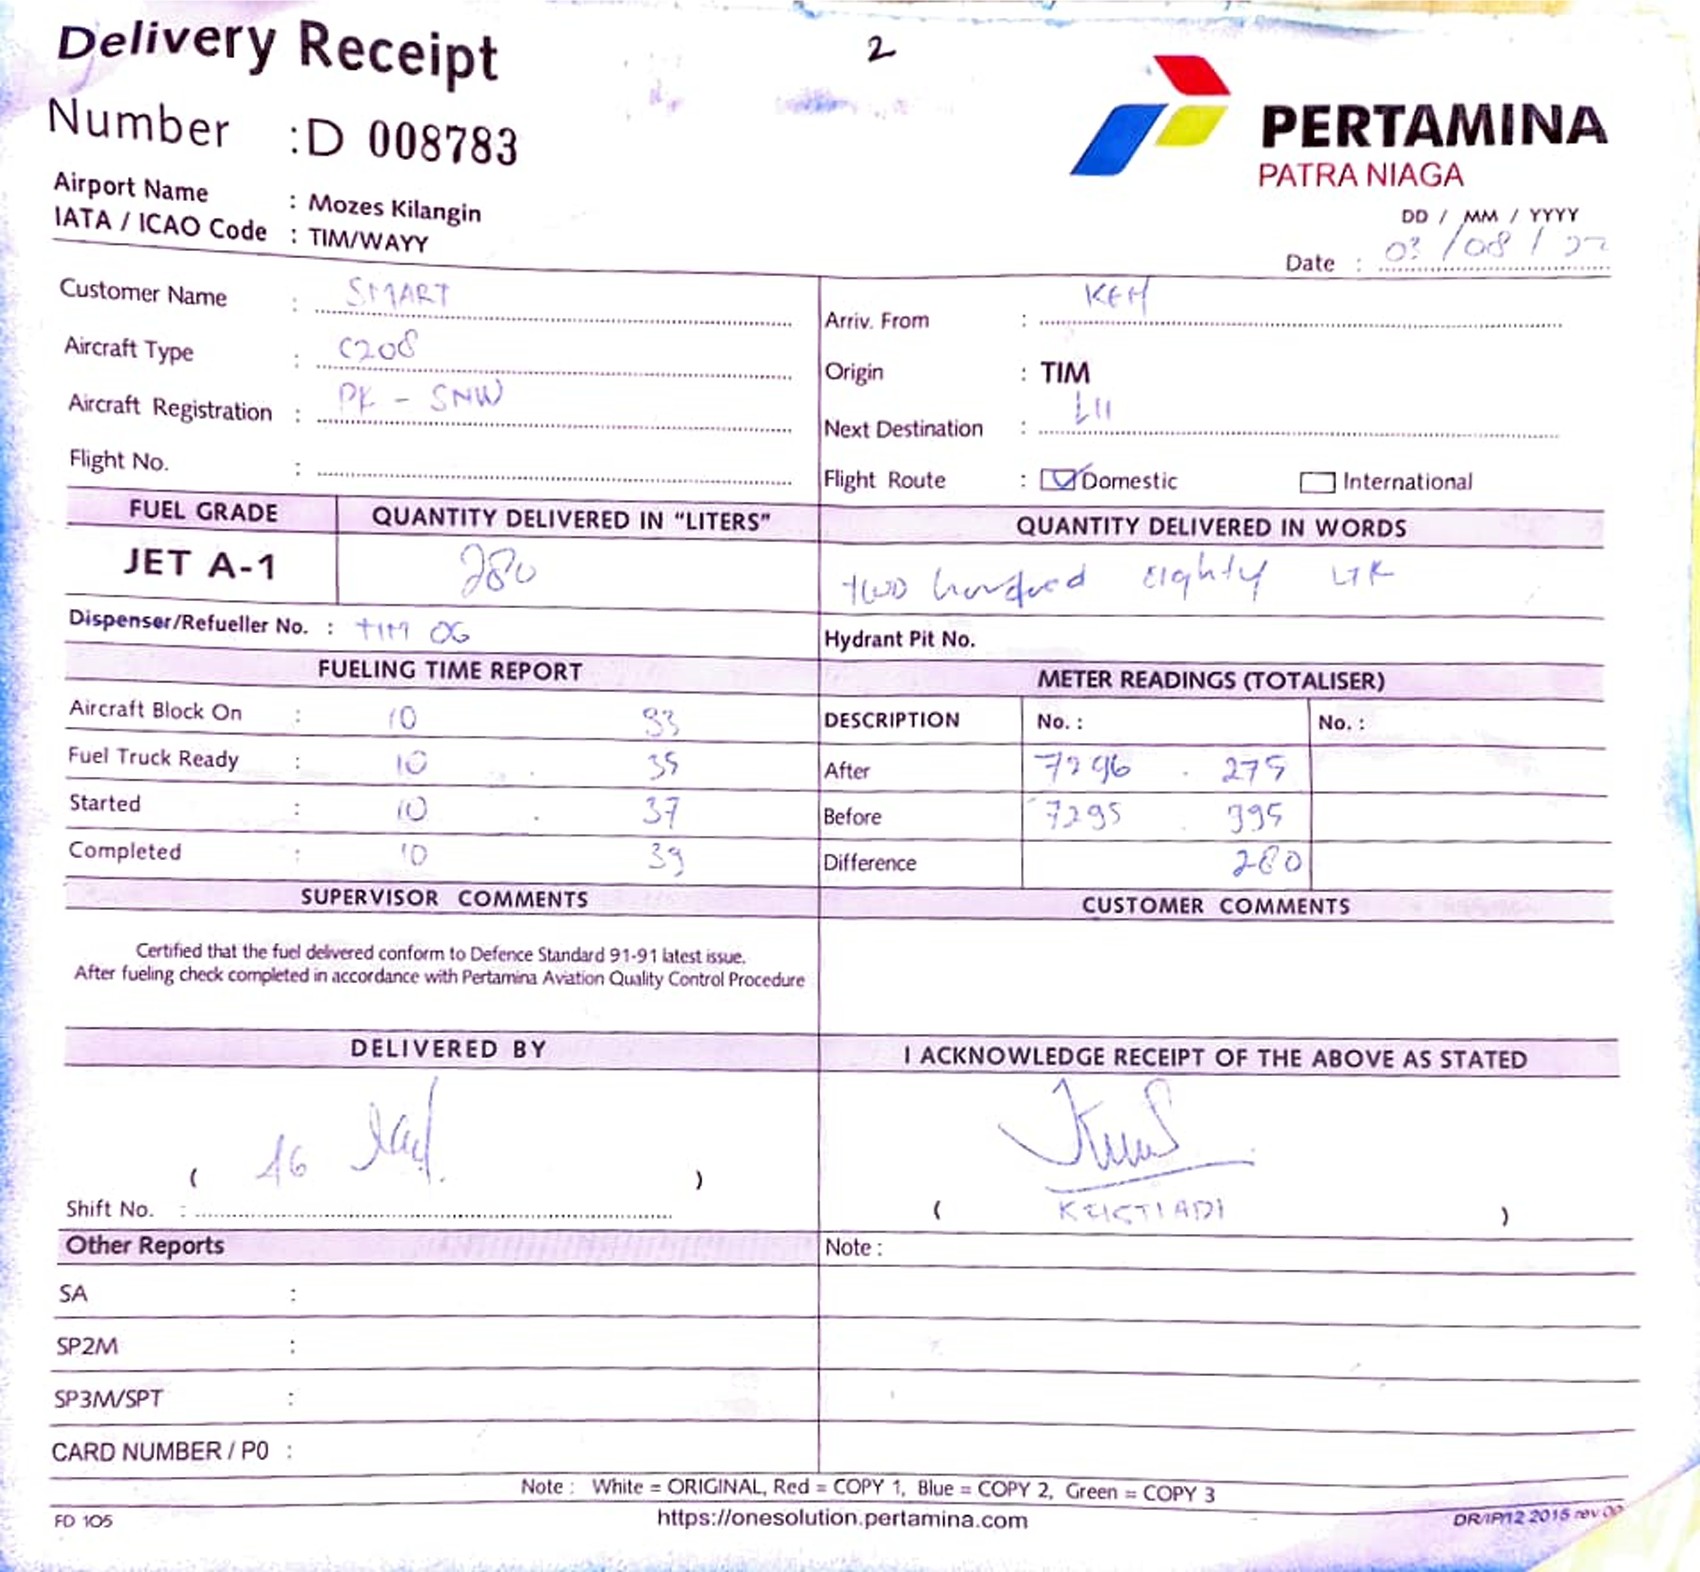 Delivery Receipt
2
Number : D 008783
PERTAMINA
PATRA NIAGA
Airport Name : Mozes Kilangin
IATA / ICAO Code : TIM/WAYY
DD / MM / YYYY
Date : 03 / 08 / 22
Customer Name : SMART
Arriv. From : KEH
Aircraft Type : C208
Origin : TIM
Aircraft Registration : PK - SNW
Next Destination :
Flight No. :
Flight Route : Domestic International
FUEL GRADE QUANTITY DELIVERED IN "LITERS" QUANTITY DELIVERED IN WORDS
JET A-1 280 two hundred Eighty LTR
Dispenser/Refueller No. : TIM 06 Hydrant Pit No.
FUELING TIME REPORT METER READINGS (TOTALISER)
Aircraft Block On : 10 33 DESCRIPTION No. : No. :
Fuel Truck Ready : 10 . 35 After 7296 . 275
Started : 10 . 37 Before 7295 . 995
Completed : 10 39 Difference 280
SUPERVISOR COMMENTS CUSTOMER COMMENTS
Certified that the fuel delivered conform to Defence Standard 91-91 latest issue.
After fueling check completed in accordance with Pertamina Aviation Quality Control Procedure
DELIVERED BY I ACKNOWLEDGE RECEIPT OF THE ABOVE AS STATED
( )
Shift No. :
( KRISTIADI )
Other Reports Note :
SA :
SP2M :
SP3M/SPT :
CARD NUMBER / P0 :
Note : White = ORIGINAL, Red = COPY 1, Blue = COPY 2, Green = COPY 3
FD 105 https://onesolution.pertamina.com DR/IP/12 2015 rev 00